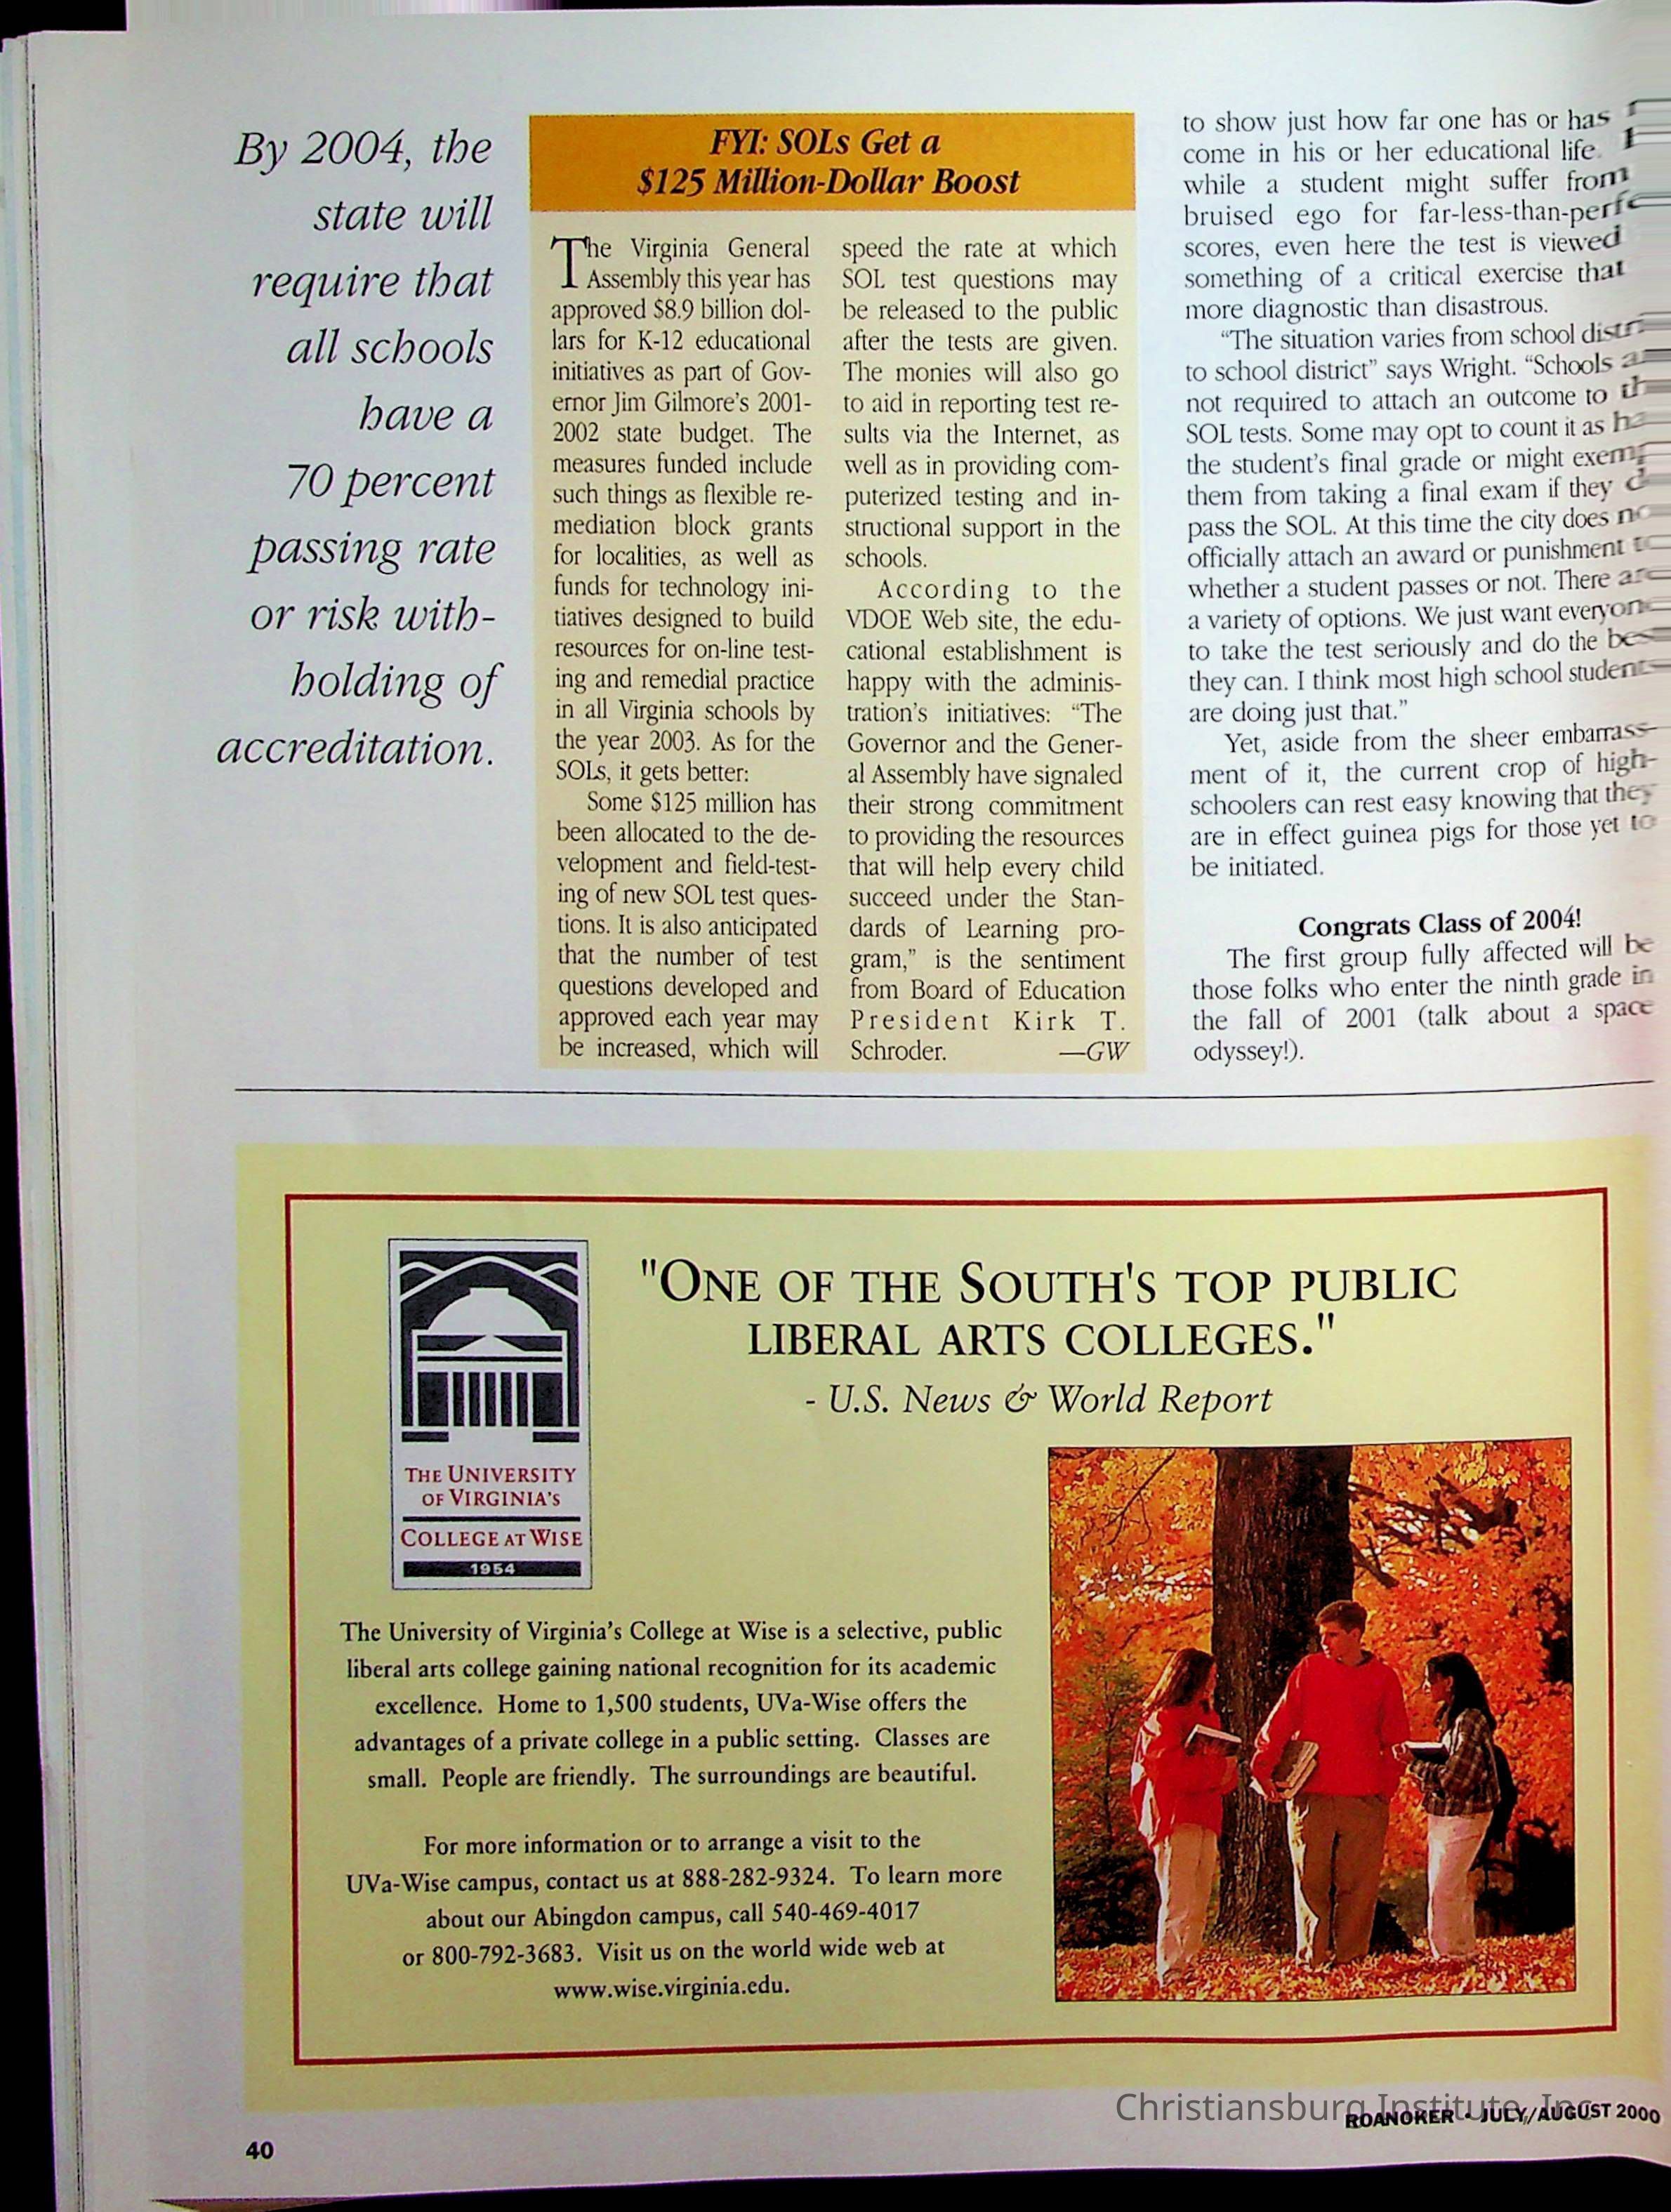 By 2004, the
state will
require that
all schools
have a
70 percent
passing rate
or risk with-
holding of
accreditation.
FYI: SOLs Get a
$125 Million-Dollar Boost
The Virginia General
Assembly this year has
approved $8.9 billion dol-
lars for K-12 educational
initiatives as part of Gov-
ernor Jim Gilmore's 2001-
2002 state budget. The
measures funded include
such things as flexible re-
mediation block grants
for localities, as well as
funds for technology ini-
tiatives designed to build
resources for on-line test-
ing and remedial practice
in all Virginia schools by
the year 2003. As for the
SOLs, it gets better:
Some $125 million has
been allocated to the de-
velopment and field-test-
ing of new SOL test ques-
tions. It is also anticipated
that the number of test
questions developed and
approved each year may
be increased, which will
speed the rate at which
SOL test questions may
be released to the public
after the tests are given.
The monies will also go
to aid in reporting test re-
sults via the Internet, as
well as in providing com-
puterized testing and in-
structional support in the
schools.
According to the
VDOE Web site, the edu-
cational establishment is
happy with the adminis-
tration's initiatives: "The
Governor and the Gener-
al Assembly have signaled
their strong commitment
to providing the resources
that will help every child
succeed under the Stan-
dards of Learning pro-
gram," is the sentiment
from Board of Education
President Kirk T.
Schroder. —GW
to show just how far one has or has
come in his or her educational life
while a student might suffer from
bruised ego for far-less-than-perfe
scores, even here the test is viewed
something of a critical exercise that
more diagnostic than disastrous.
"The situation varies from school distri
to school district" says Wright. "Schools
not required to attach an outcome to
SOL tests. Some may opt to count it as
the student's final grade or might exemp
them from taking a final exam if they
pass the SOL. At this time the city does
officially attach an award or punishment
whether a student passes or not. There are
a variety of options. We just want everyone
to take the test seriously and do the best
they can. I think most high school students
are doing just that."
Yet, aside from the sheer embarrass-
ment of it, the current crop of high-
schoolers can rest easy knowing that they
are in effect guinea pigs for those yet to
be initiated.
Congrats Class of 2004!
The first group fully affected will be
those folks who enter the ninth grade in
the fall of 2001 (talk about a space
odyssey!).
"ONE OF THE SOUTH'S TOP PUBLIC
LIBERAL ARTS COLLEGES."
- U.S. News & World Report
THE UNIVERSITY
OF VIRGINIA'S
COLLEGE AT WISE
1954
The University of Virginia's College at Wise is a selective, public
liberal arts college gaining national recognition for its academic
excellence. Home to 1,500 students, UVa-Wise offers the
advantages of a private college in a public setting. Classes are
small. People are friendly. The surroundings are beautiful.
For more information or to arrange a visit to the
UVa-Wise campus, contact us at 888-282-9324. To learn more
about our Abingdon campus, call 540-469-4017
or 800-792-3683. Visit us on the world wide web at
www.wise.virginia.edu.
Christiansburg Institute, Inc.
ROANOKER • JULY/AUGUST 2000
40